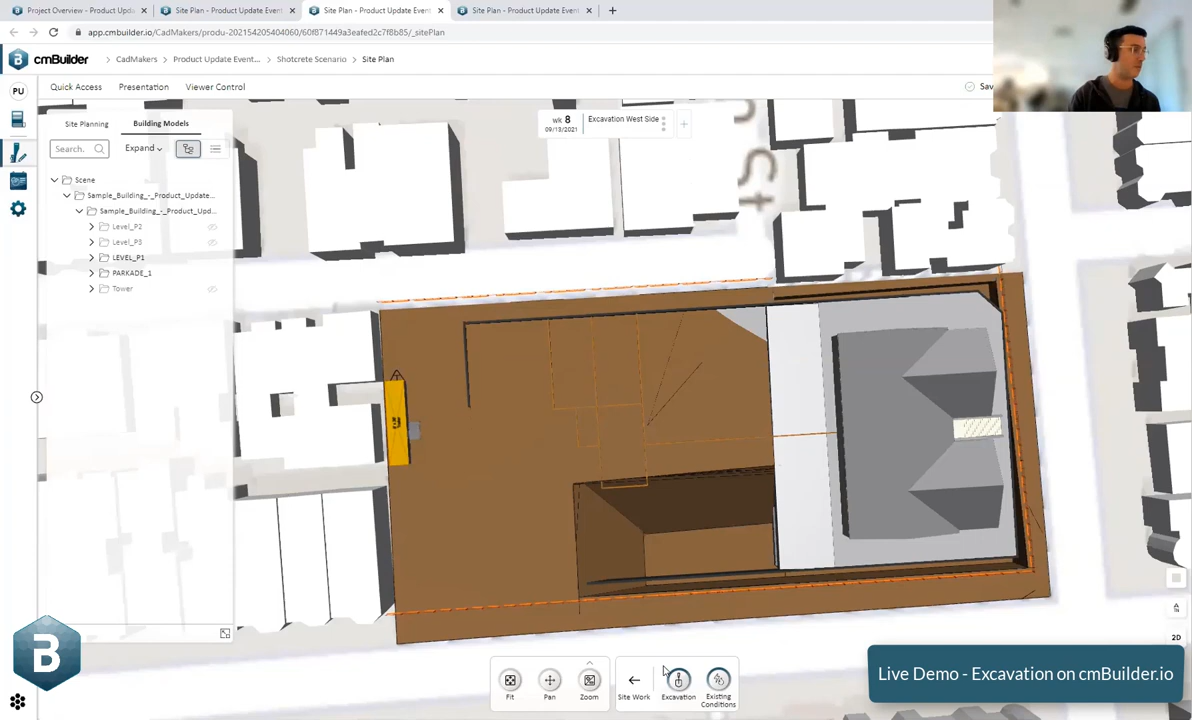 Project Overview - Product Upda
Site Plan - Product Update Event
Site Plan - Product Update Event
Site Plan - Product Update Event
app.cmbuilder.io/CadMakers/produ-202154205404060/60f871449a3eafed2c7f8b85/_sitePlan
cmBuilder
CadMakers
Product Update Event...
Shotcrete Scenario
Site Plan
PU
Quick Access
Presentation
Viewer Control
Sav
Site Planning
Building Models
wk 8
09/13/2021
Excavation West Side
Search.
Expand
Scene
Sample_Building_-_Product_Update...
Sample_Building_-_Product_Upd...
Level_P2
Level_P3
LEVEL_P1
PARKADE_1
Tower
St
2D
Fit
Pan
Zoom
Site Work
Excavation
Existing
Conditions
B
Live Demo - Excavation on cmBuilder.io